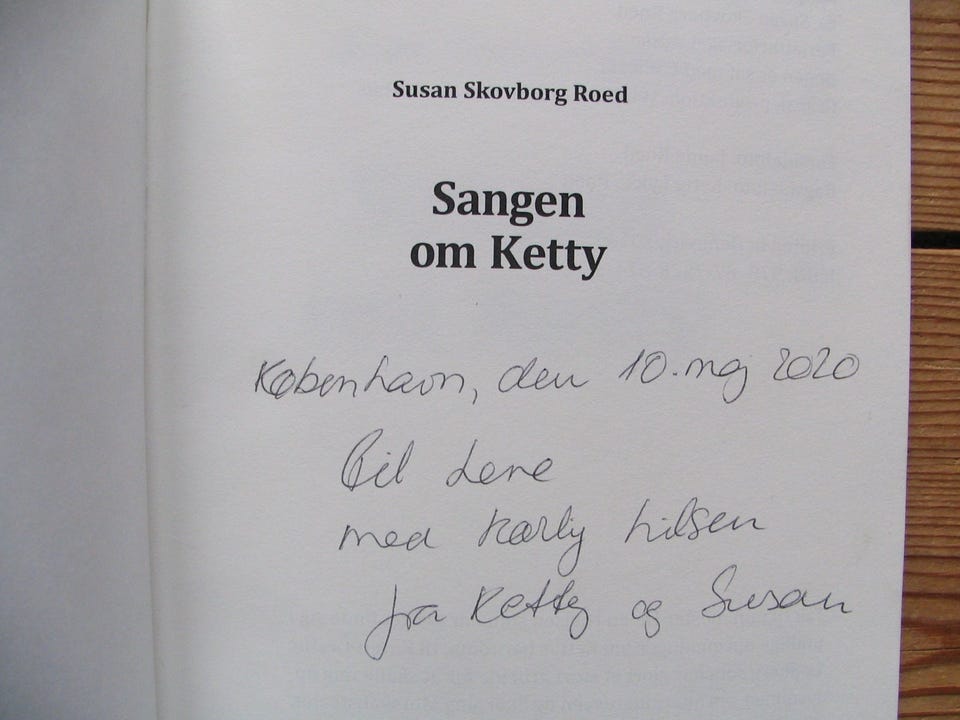 Susan Skovborg Roed
Sangen
om Ketty
København, den 10. maj 2020
Til Lene
med kærlig hilsen
fra Ketty og Susan